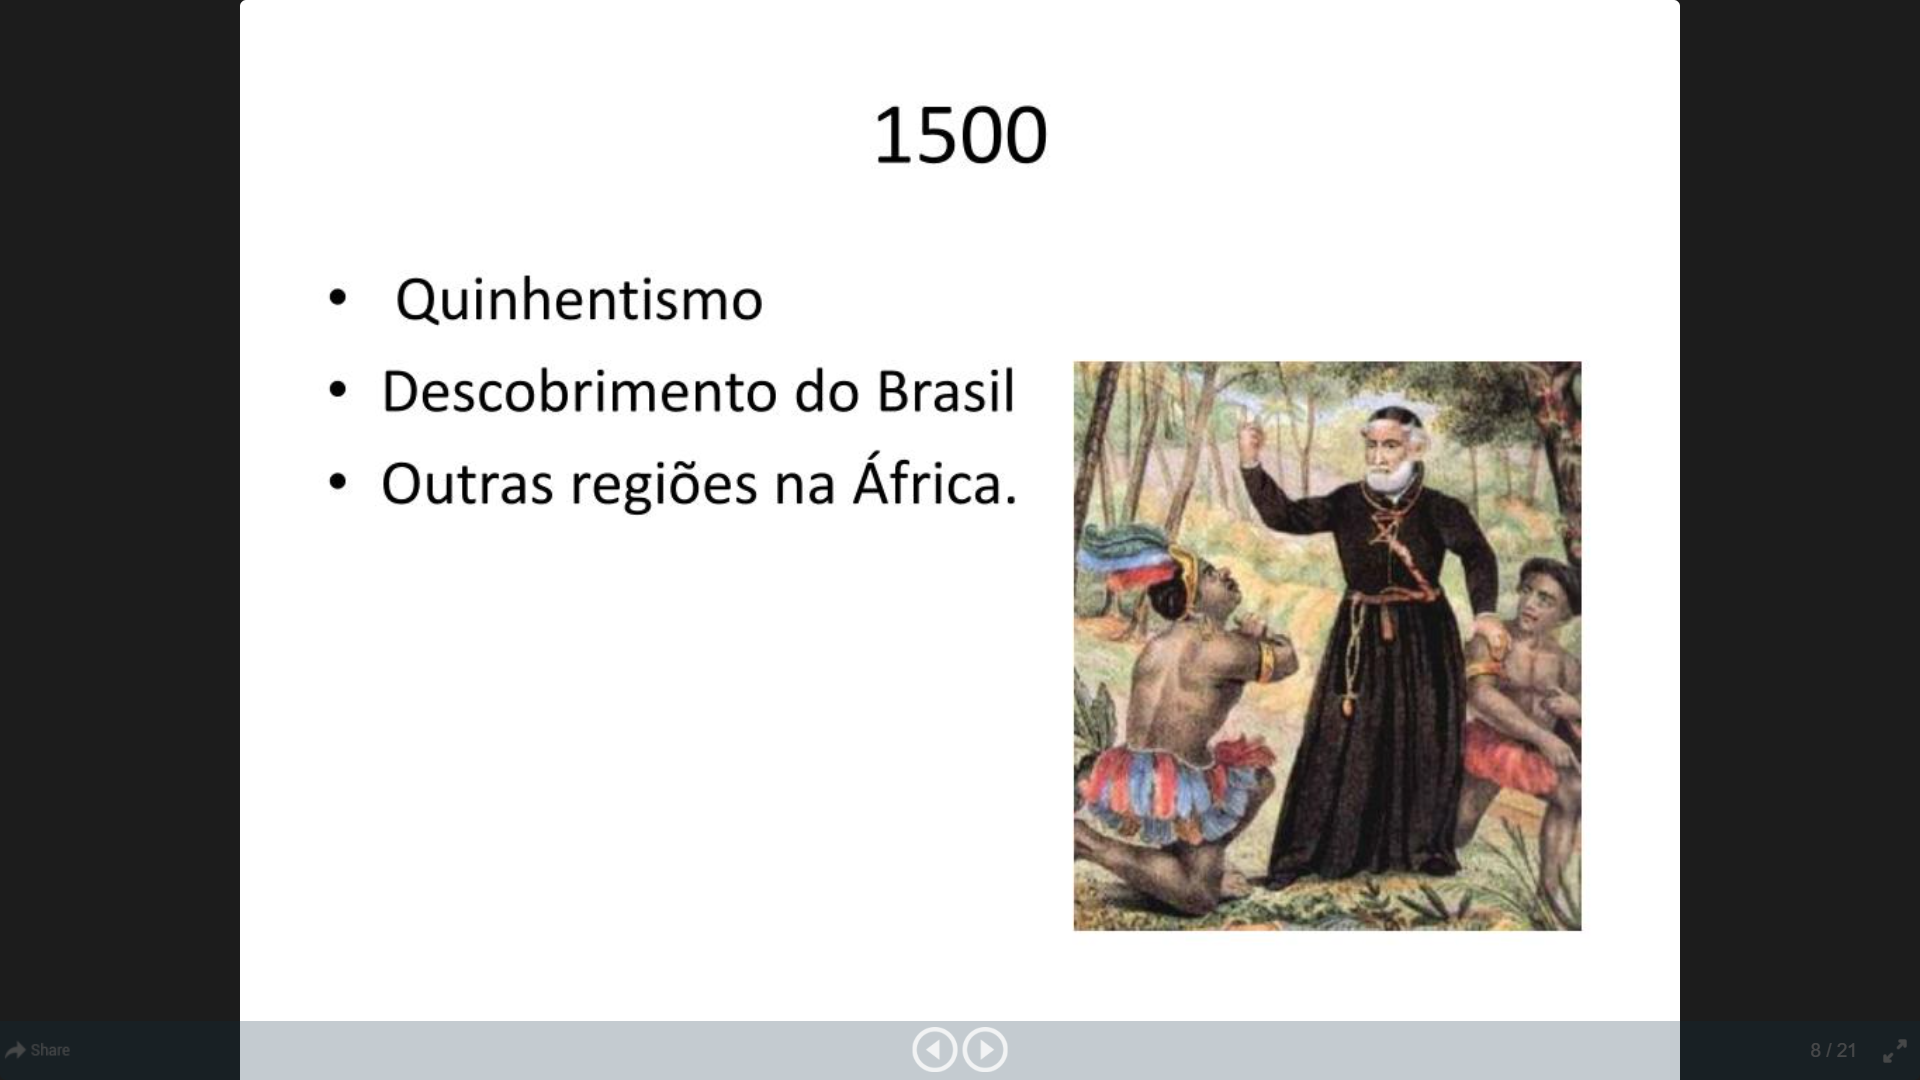 1500
• Quinhentismo
• Descobrimento do Brasil
• Outras regiões na África.
Share
8 / 21